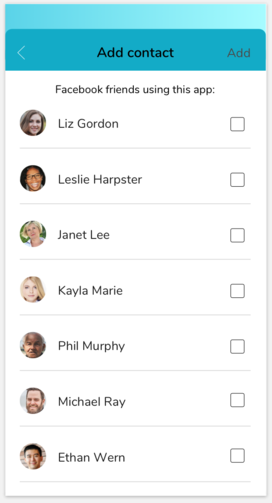 Add contact
Add
Facebook friends using this app:
Liz Gordon
Leslie Harpster
Janet Lee
Kayla Marie
Phil Murphy
Michael Ray
Ethan Wern